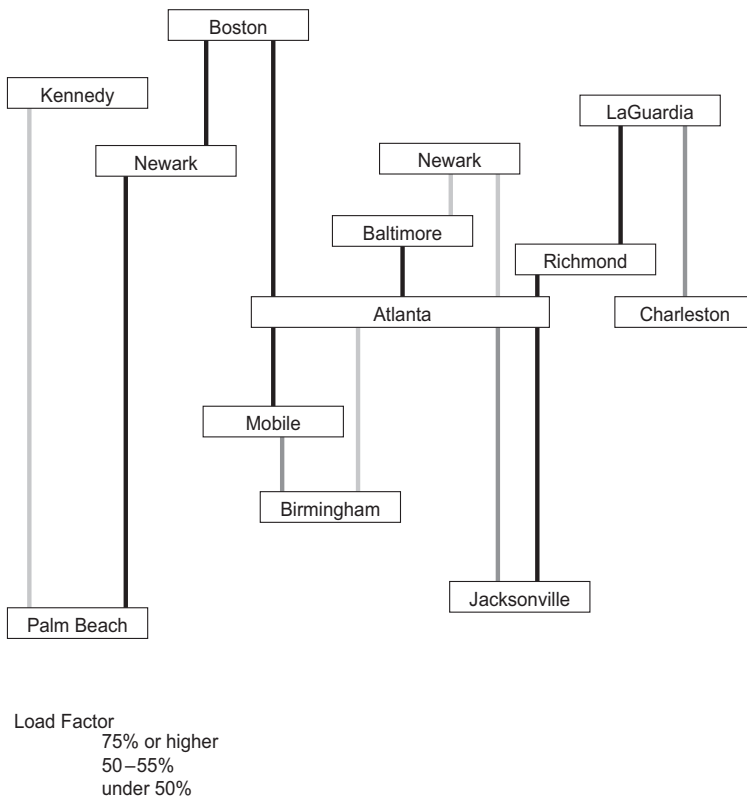 Boston
Kennedy
LaGuardia
Newark
Newark
Baltimore
Richmond
Atlanta
Charleston
Mobile
Birmingham
Jacksonville
Palm Beach
Load Factor
75% or higher
50–55%
under 50%